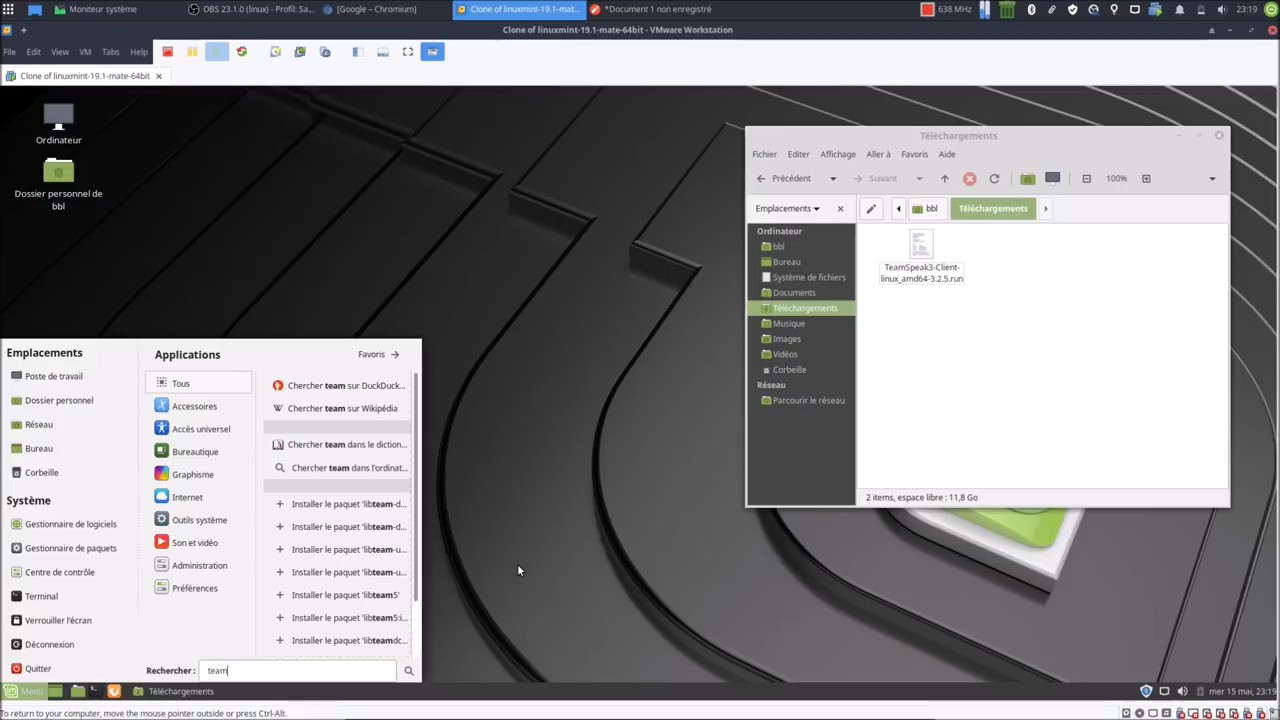 Moniteur système
OBS 23.1.0 (linux) - Profil: Sa...
[Google – Chromium]
Clone of linuxmint-19.1-mat...
*Document 1 non enregistré
638 MHz
23:19
Clone of linuxmint-19.1-mate-64bit - VMware Workstation
File Edit View VM Tabs Help
Clone of linuxmint-19.1-mate-64bit
Ordinateur
Dossier personnel de
bbl
Téléchargements
Fichier Editer Affichage Aller à Favoris Aide
Précédent Suivant 100%
Emplacements bbl Téléchargements
Ordinateur
bbl
Bureau
Système de fichiers
Documents
Téléchargements
Musique
Images
Vidéos
Corbeille
Réseau
Parcourir le réseau
TeamSpeak3-Client-
linux_amd64-3.2.5.run
2 items, espace libre : 11,8 Go
Emplacements
Poste de travail
Dossier personnel
Réseau
Bureau
Corbeille
Système
Gestionnaire de logiciels
Gestionnaire de paquets
Centre de contrôle
Terminal
Verrouiller l'écran
Déconnexion
Quitter
Applications
Favoris
Tous
Accessoires
Accès universel
Bureautique
Graphisme
Internet
Outils système
Son et vidéo
Administration
Préférences
Chercher team sur DuckDuck...
Chercher team sur Wikipédia
Chercher team dans le diction...
Chercher team dans l'ordinat...
Installer le paquet 'libteam-d...
Installer le paquet 'libteam-d...
Installer le paquet 'libteam-u...
Installer le paquet 'libteam-u...
Installer le paquet 'libteam5'
Installer le paquet 'libteam5:i...
Installer le paquet 'libteamdc...
Rechercher : team
Menu
Téléchargements
mer 15 mai, 23:19
To return to your computer, move the mouse pointer outside or press Ctrl-Alt.